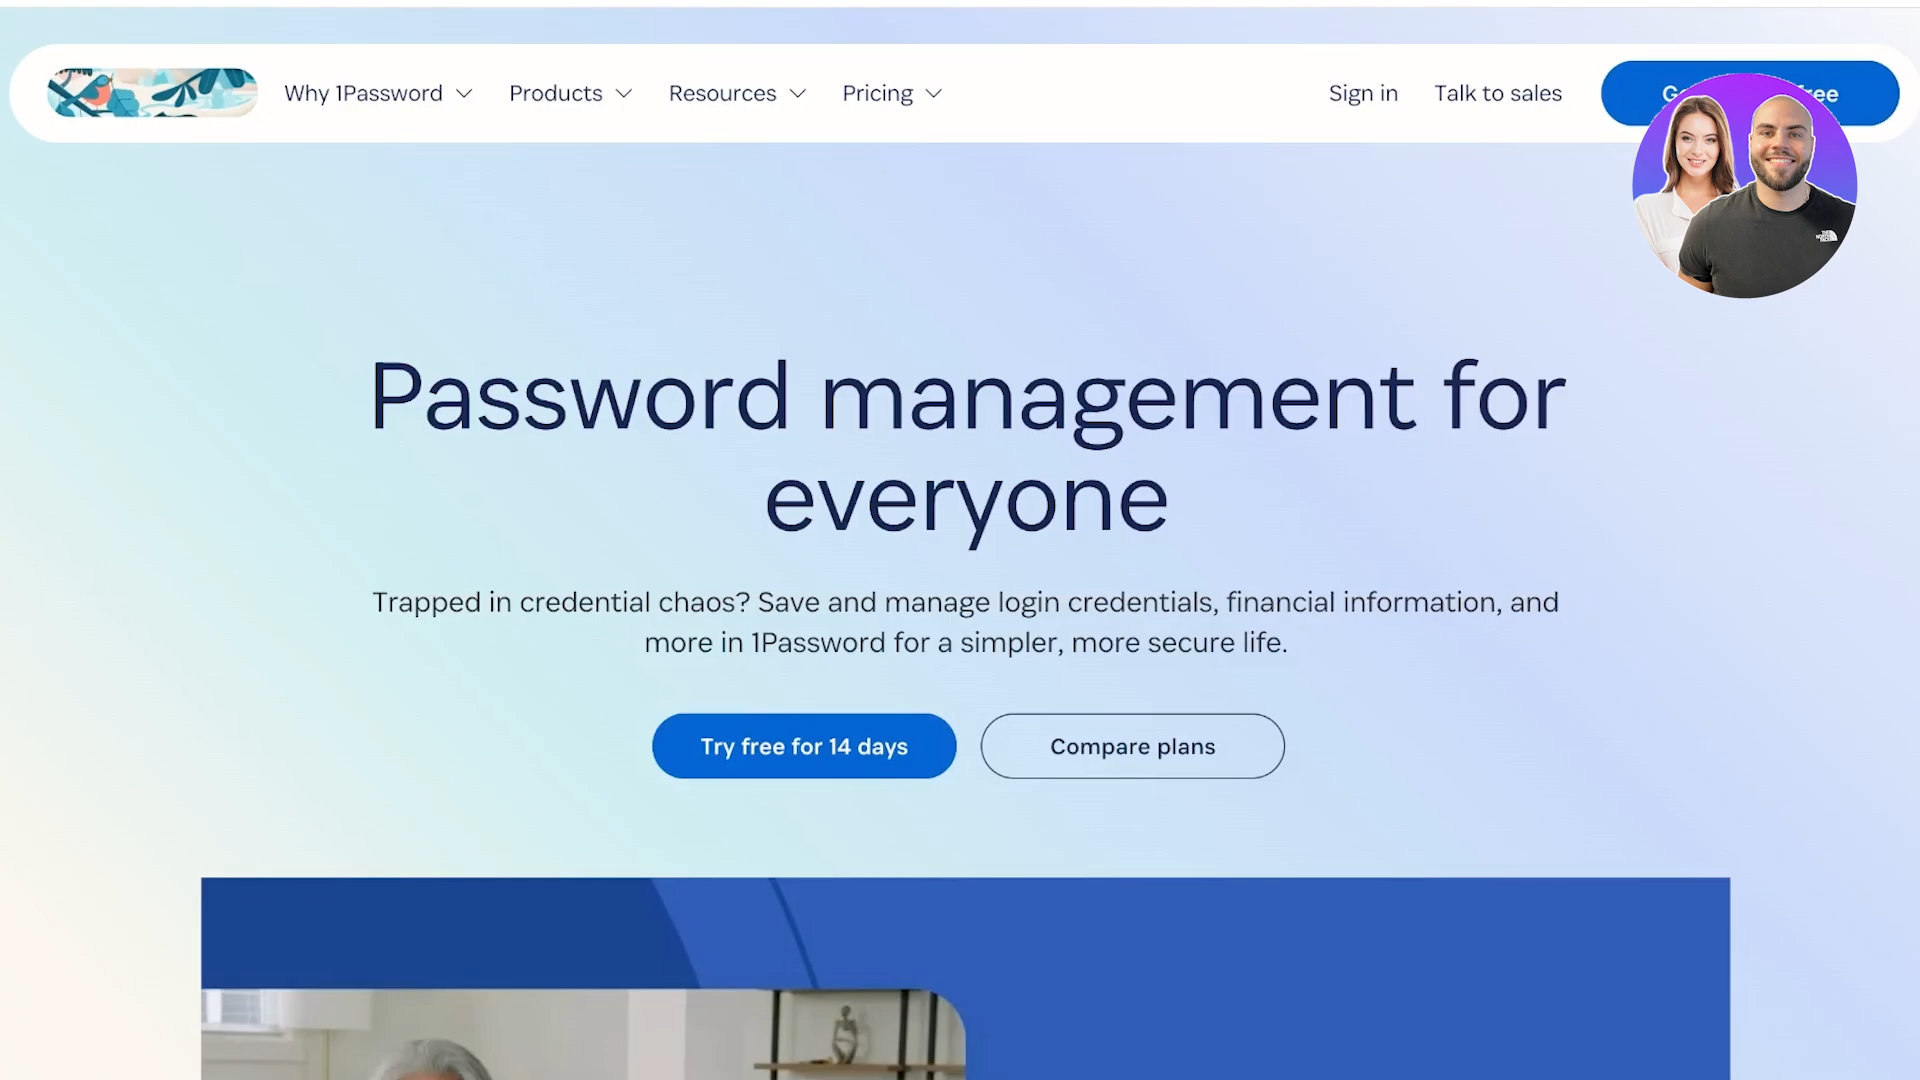 Why 1Password
Products
Resources
Pricing
Sign in
Talk to sales
Password management for
everyone
Trapped in credential chaos? Save and manage login credentials, financial information, and
more in 1Password for a simpler, more secure life.
Try free for 14 days
Compare plans